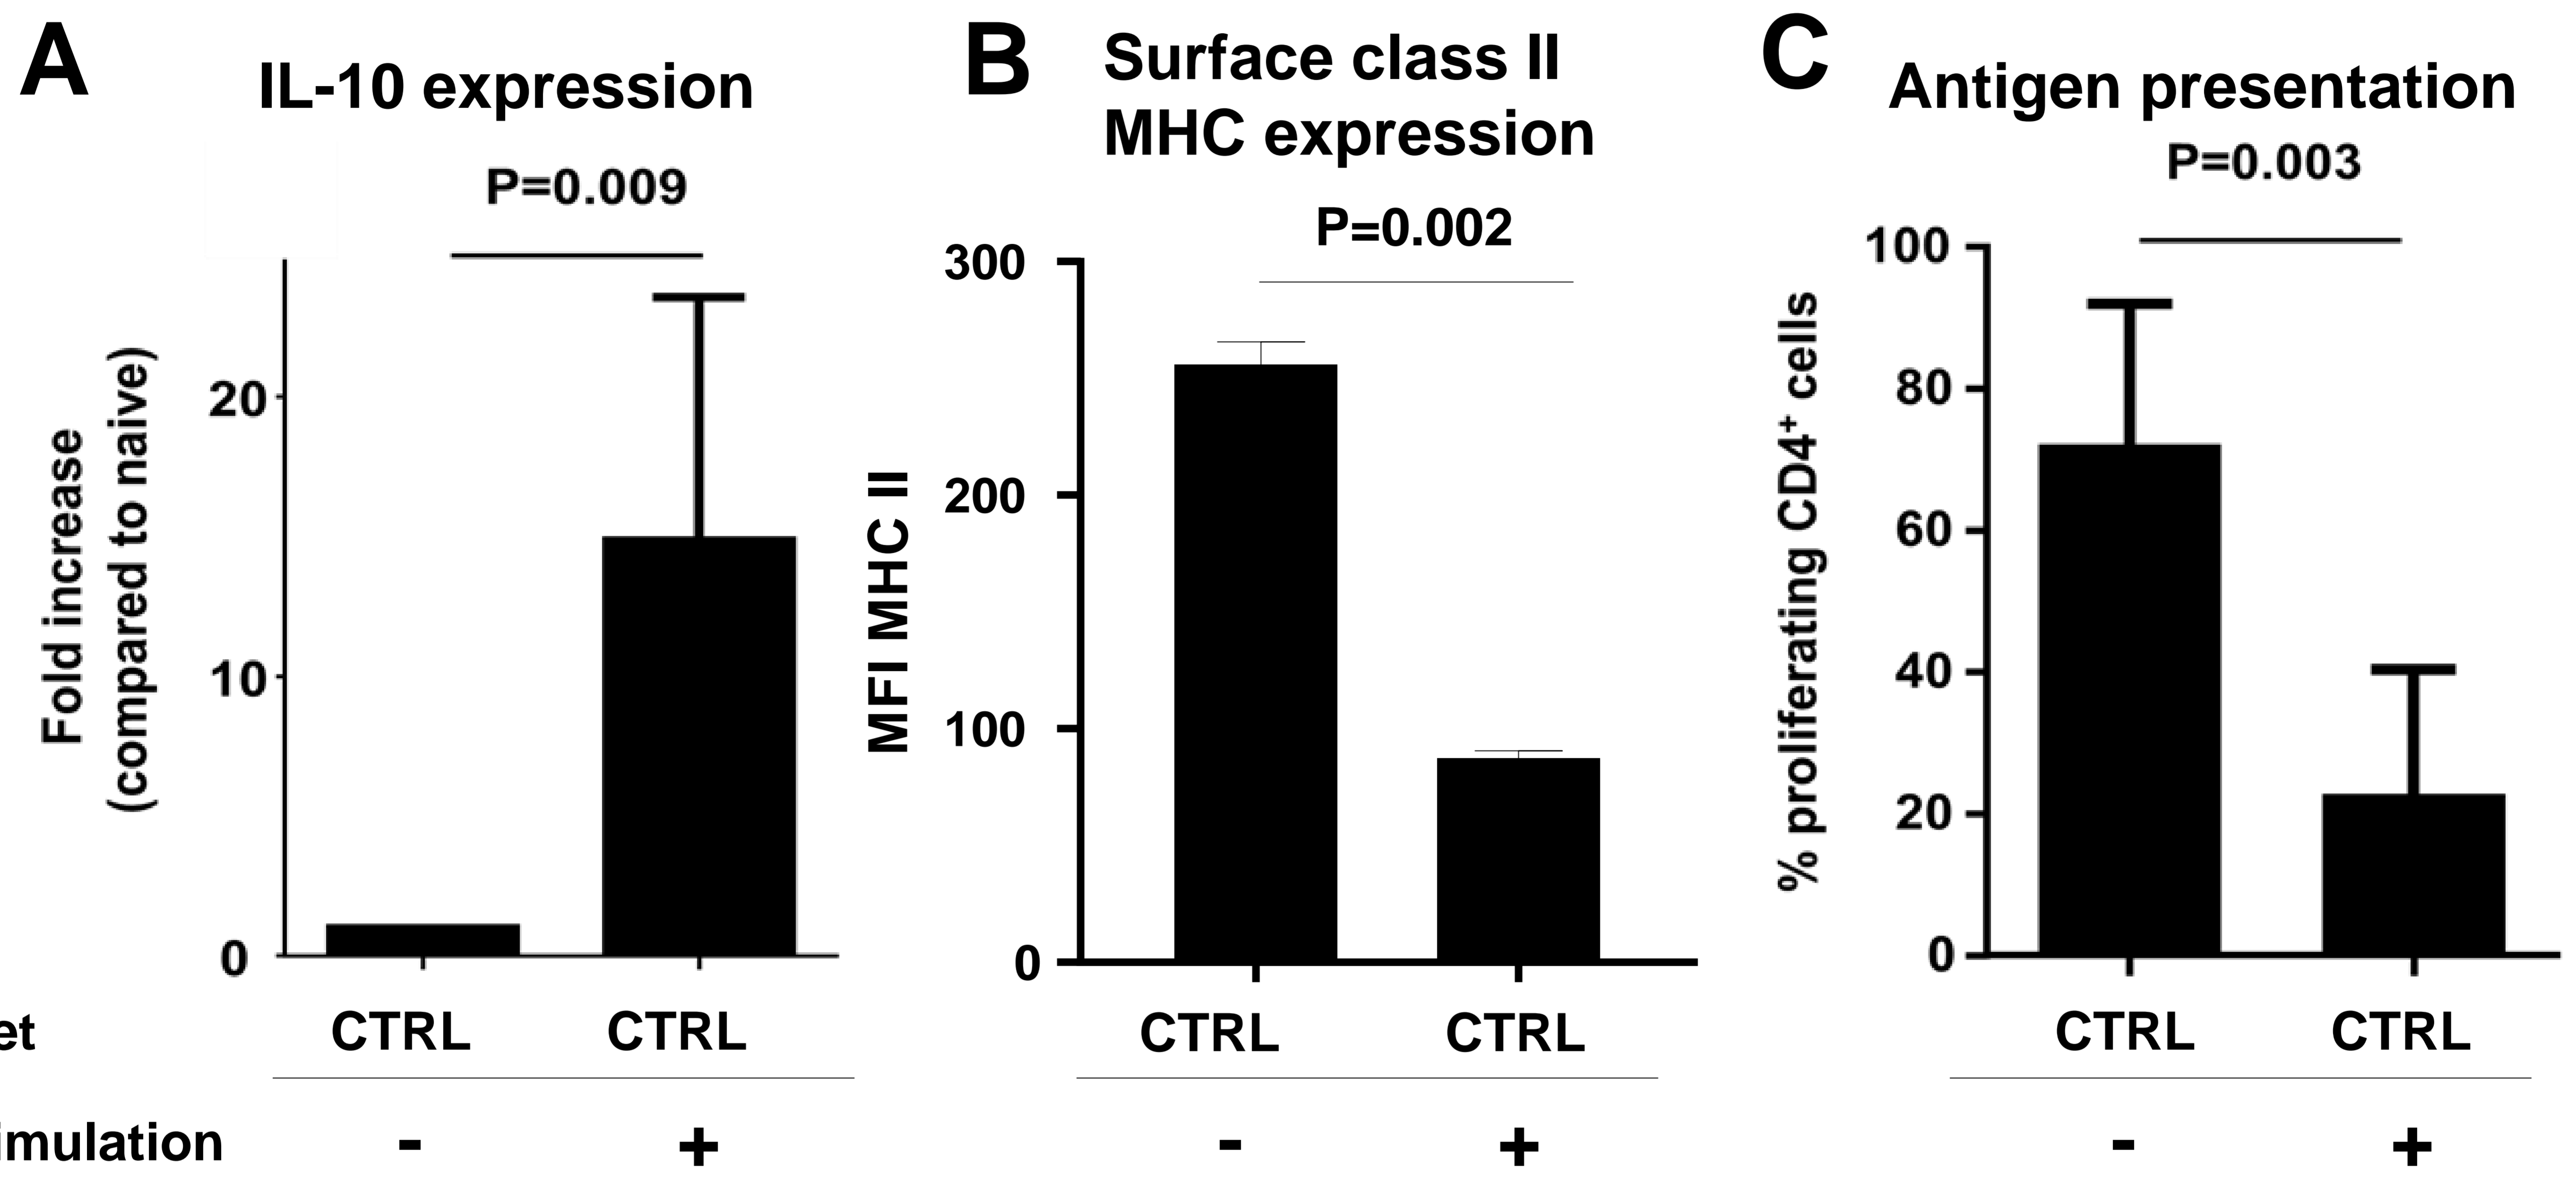 A
IL-10 expression
P=0.009
Fold increase
(compared to naive)
20
10
0
CTRL CTRL
- +
B
Surface class II
MHC expression
P=0.002
MFI MHC II
300
200
100
0
CTRL CTRL
- +
C
Antigen presentation
P=0.003
% proliferating CD4⁺ cells
100
80
60
40
20
0
CTRL CTRL
- +
et
imulation